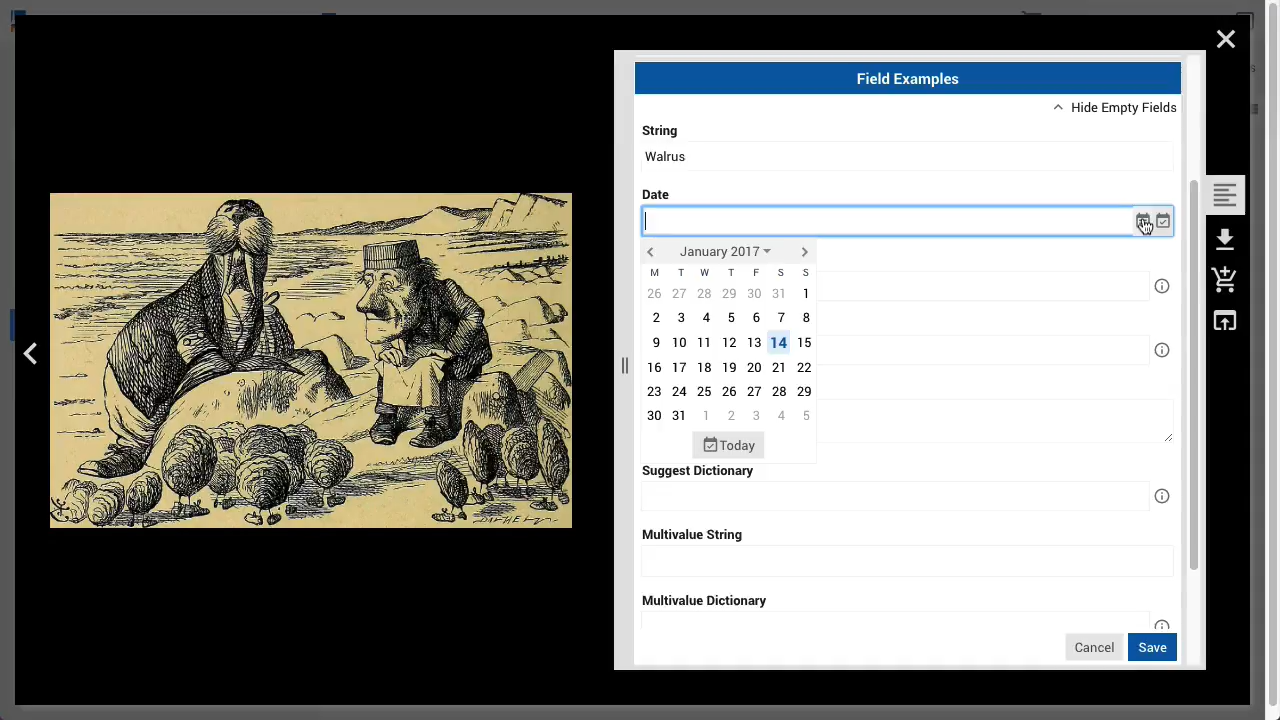 Field Examples
Hide Empty Fields
String
Walrus
Date
January 2017
M T W T F S S
26 27 28 29 30 31 1
2 3 4 5 6 7 8
9 10 11 12 13 14 15
16 17 18 19 20 21 22
23 24 25 26 27 28 29
30 31 1 2 3 4 5
Today
Suggest Dictionary
Multivalue String
Multivalue Dictionary
Cancel Save